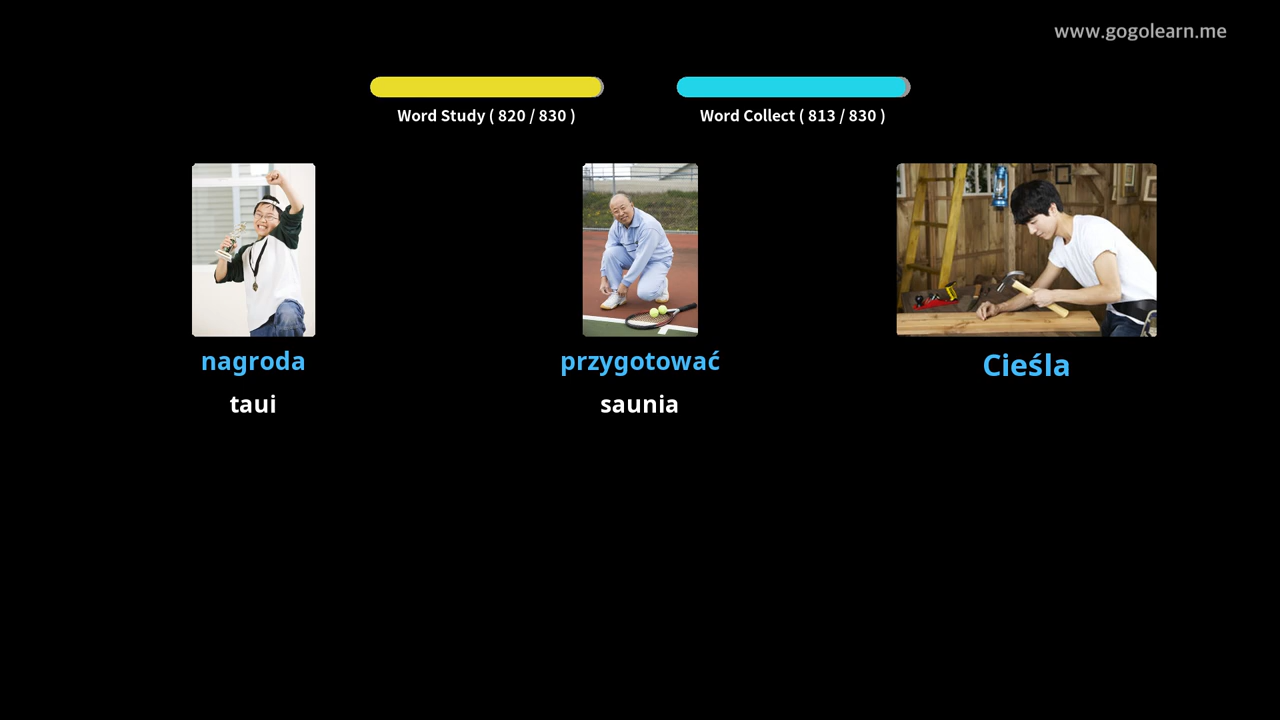 www.gogolearn.me
Word Study ( 820 / 830 )
Word Collect ( 813 / 830 )
nagroda
taui
przygotować
saunia
Cieśla